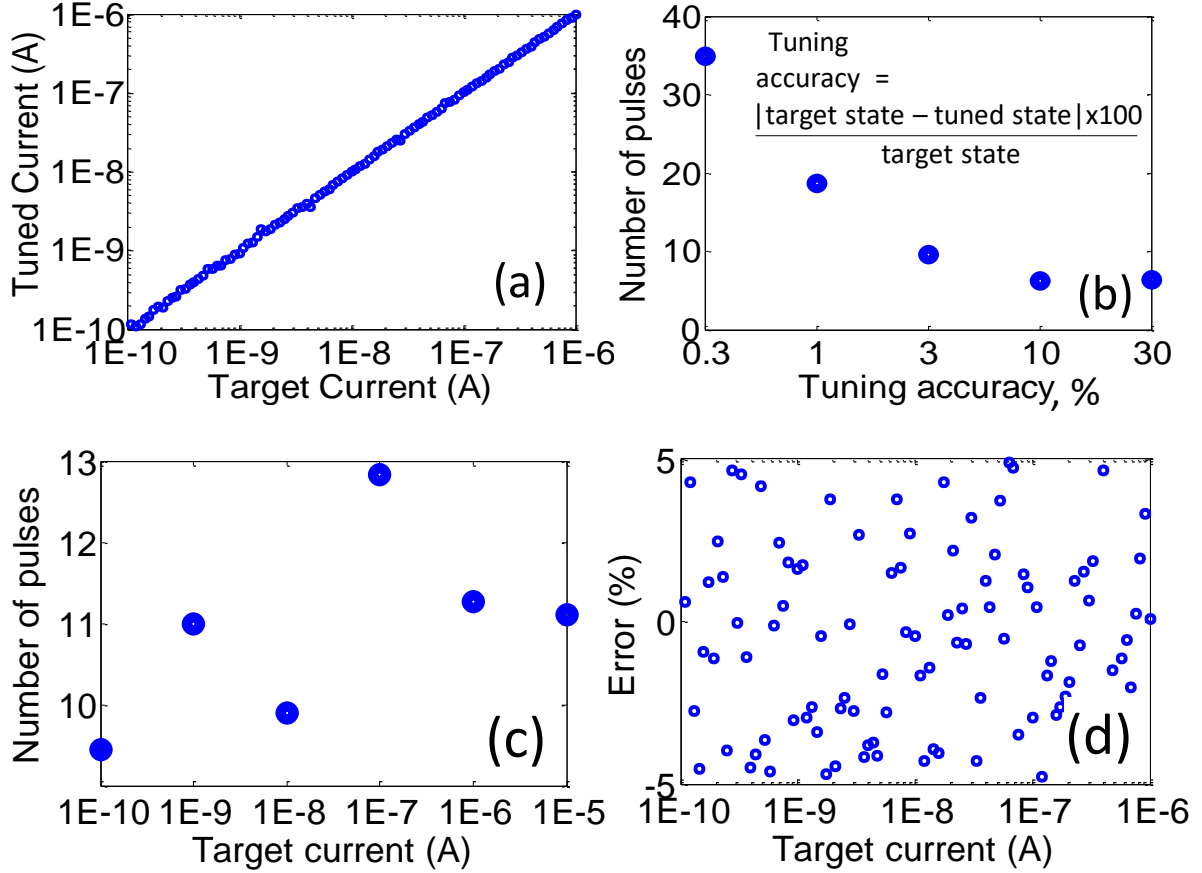 Tuned Current (A)
1E-6
1E-7
1E-8
1E-9
1E-10
1E-10 1E-9 1E-8 1E-7 1E-6
Target Current (A)
(a)
Number of pulses
40
30
20
10
0
0.3 1 3 10 30
Tuning accuracy, %
Tuning
accuracy =
|target state – tuned state|x100
target state
(b)
Number of pulses
13
12
11
10
1E-10 1E-9 1E-8 1E-7 1E-6 1E-5
Target current (A)
(c)
Error (%)
5
0
-5
1E-10 1E-9 1E-8 1E-7 1E-6
Target current (A)
(d)